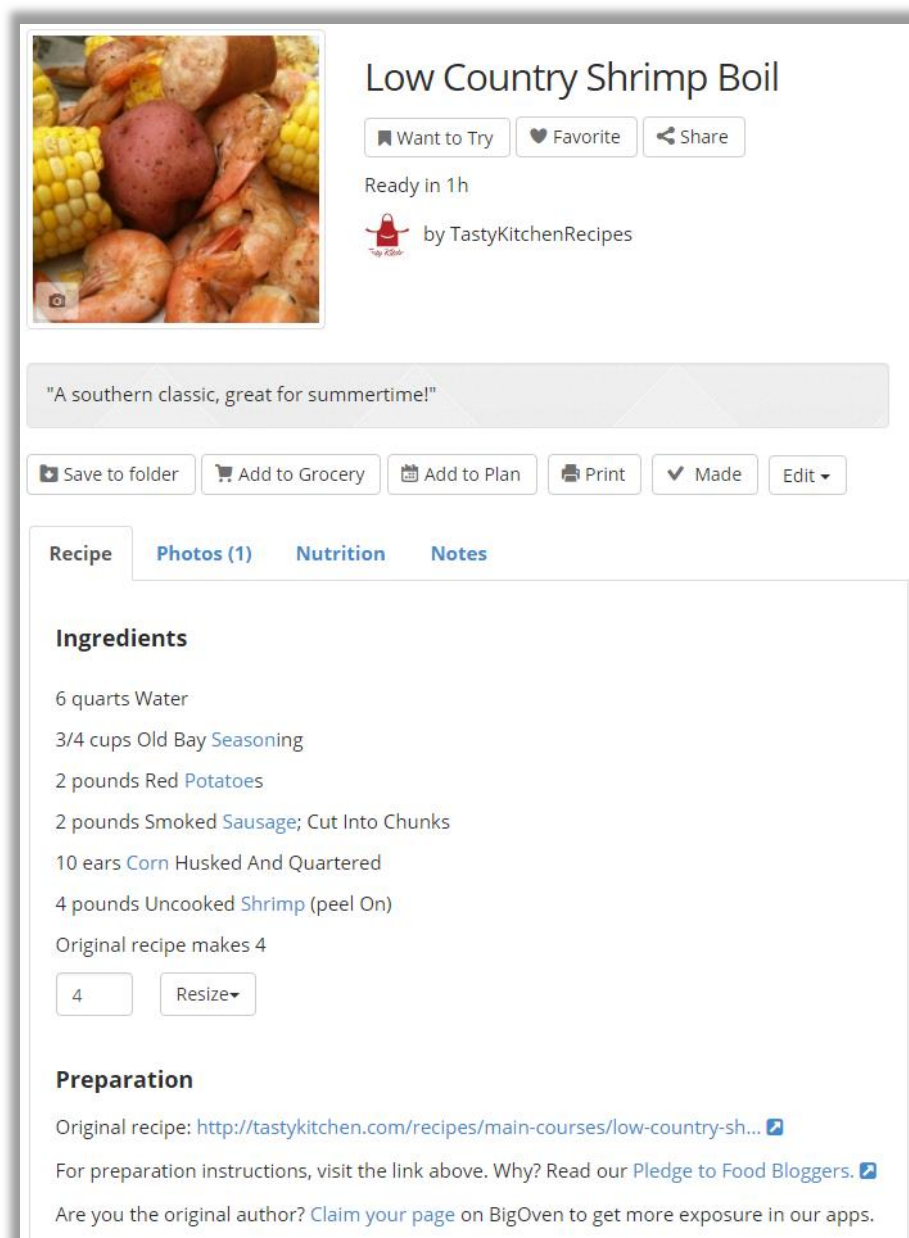 Low Country Shrimp Boil
Want to Try Favorite Share
Ready in 1h
Tasty Kitchen by TastyKitchenRecipes
"A southern classic, great for summertime!"
Save to folder Add to Grocery Add to Plan Print Made Edit
Recipe Photos (1) Nutrition Notes
Ingredients
6 quarts Water
3/4 cups Old Bay Seasoning
2 pounds Red Potatoes
2 pounds Smoked Sausage; Cut Into Chunks
10 ears Corn Husked And Quartered
4 pounds Uncooked Shrimp (peel On)
Original recipe makes 4
4 Resize
Preparation
Original recipe: http://tastykitchen.com/recipes/main-courses/low-country-sh...
For preparation instructions, visit the link above. Why? Read our Pledge to Food Bloggers.
Are you the original author? Claim your page on BigOven to get more exposure in our apps.